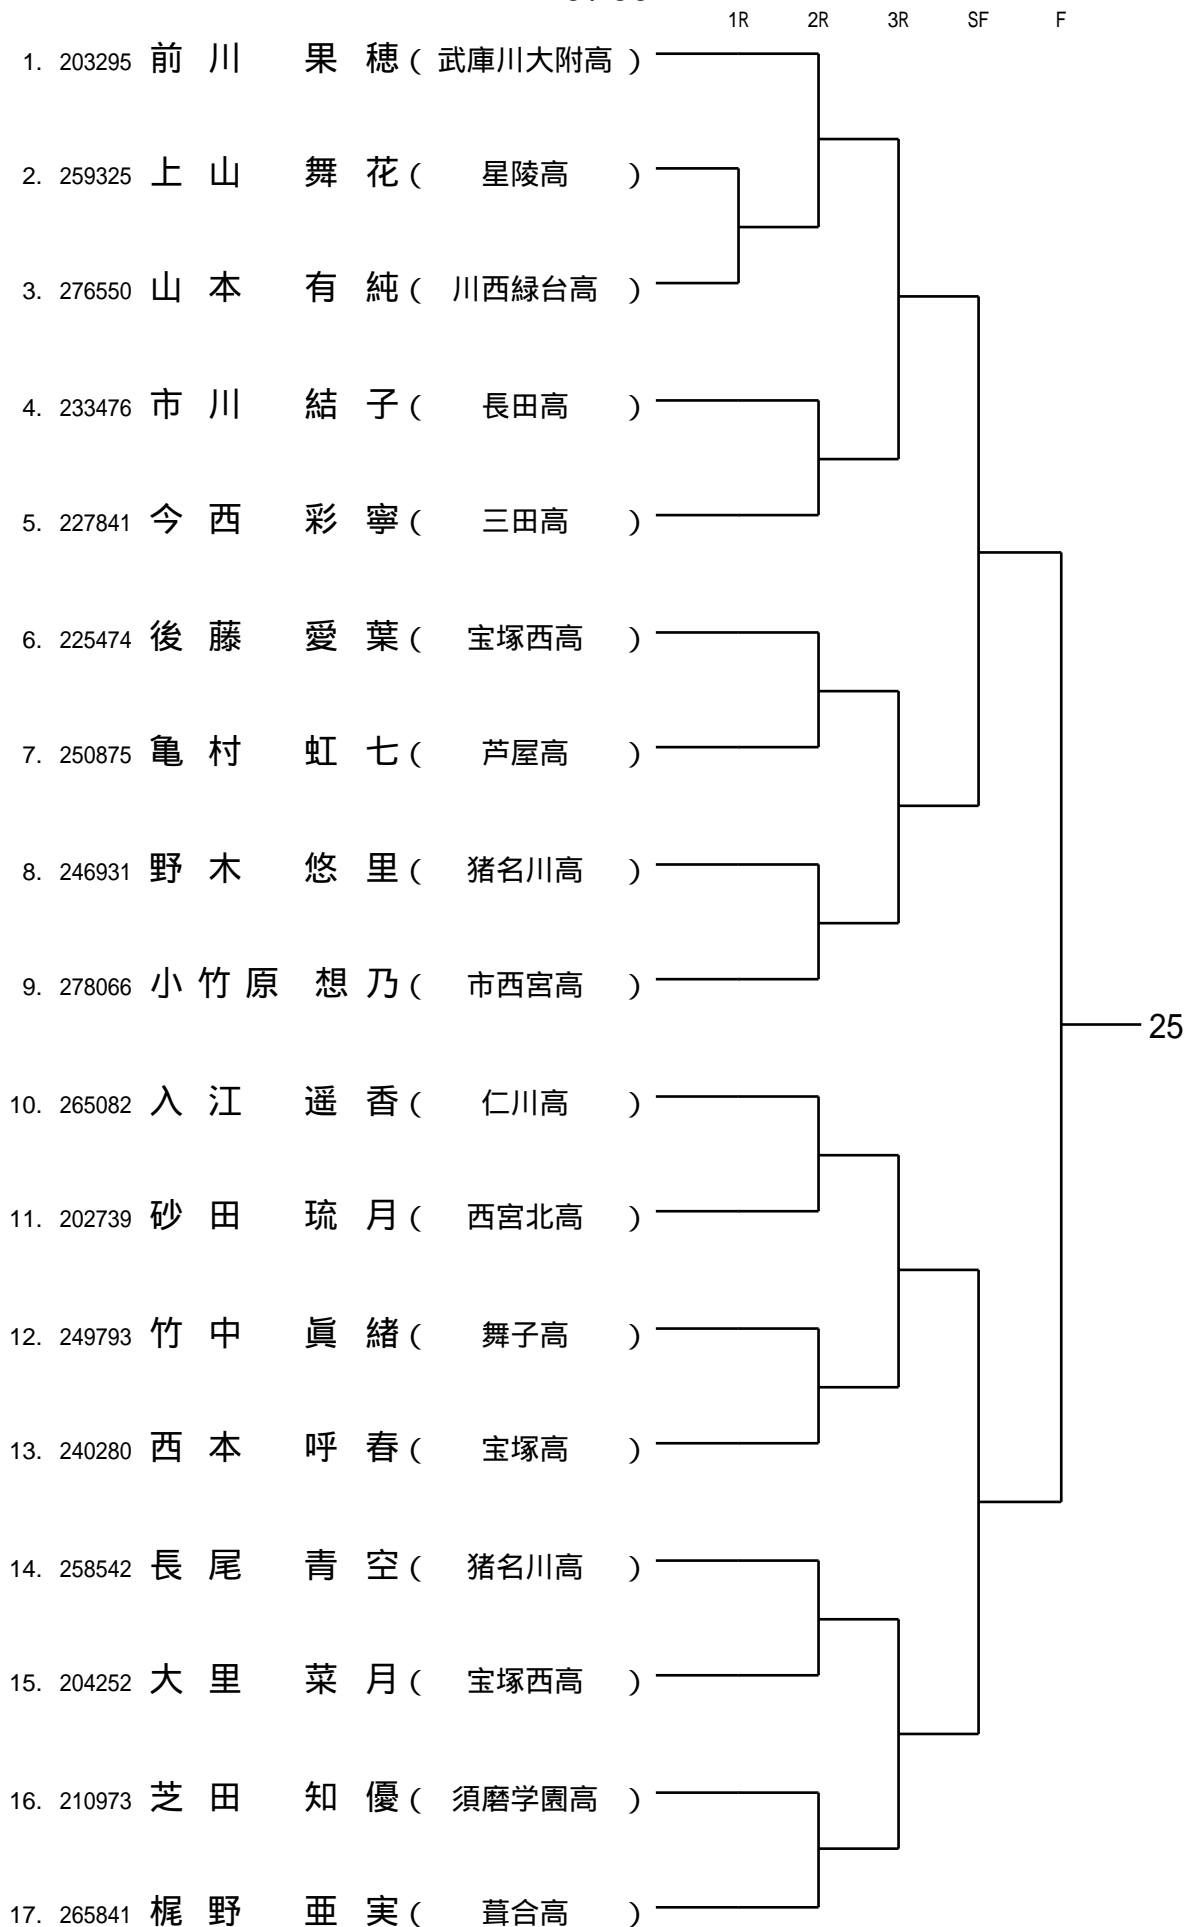 1R 2R 3R SF F
1. 203295 前川 果穂 ( 武庫川大附高 )
2. 259325 上山 舞花 ( 星陵高 )
3. 276550 山本 有純 ( 川西緑台高 )
4. 233476 市川 結子 ( 長田高 )
5. 227841 今西 彩寧 ( 三田高 )
6. 225474 後藤 愛葉 ( 宝塚西高 )
7. 250875 亀村 虹七 ( 芦屋高 )
8. 246931 野木 悠里 ( 猪名川高 )
9. 278066 小竹原 想乃 ( 市西宮高 )
25
10. 265082 入江 遥香 ( 仁川高 )
11. 202739 砂田 琉月 ( 西宮北高 )
12. 249793 竹中 眞緒 ( 舞子高 )
13. 240280 西本 呼春 ( 宝塚高 )
14. 258542 長尾 青空 ( 猪名川高 )
15. 204252 大里 菜月 ( 宝塚西高 )
16. 210973 芝田 知優 ( 須磨学園高 )
17. 265841 梶野 亜実 ( 葺合高 )